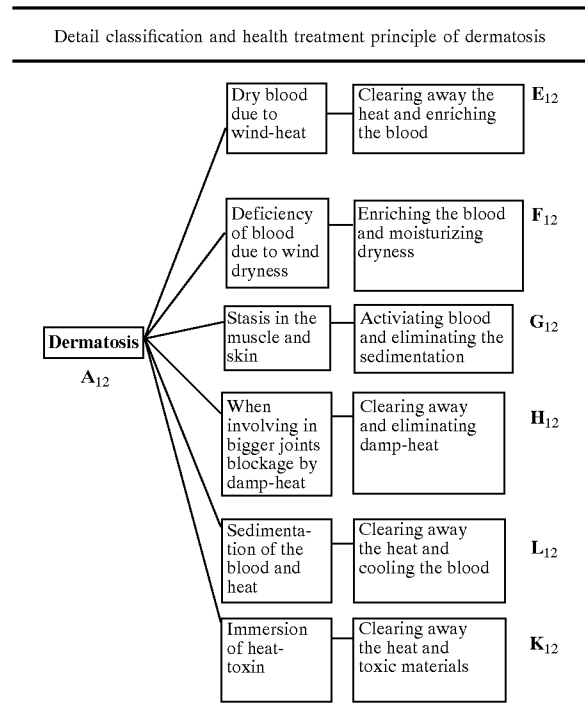 Detail classification and health treatment principle of dermatosis
Dry blood
due to
wind-heat
Clearing away the
heat and enriching
the blood
E12
Deficiency
of blood
due to wind
dryness
Enriching the blood
and moisturizing
dryness
F12
Stasis in the
muscle and
skin
Activiating blood
and eliminating the
sedimentation
G12
Dermatosis
A12
When
involving in
bigger joints
blockage by
damp-heat
Clearing away
and eliminating
damp-heat
H12
Sedimenta-
tion of the
blood and
heat
Clearing away
the heat and
cooling the blood
L12
Immersion
of heat-
toxin
Clearing away
the heat and
toxic materials
K12